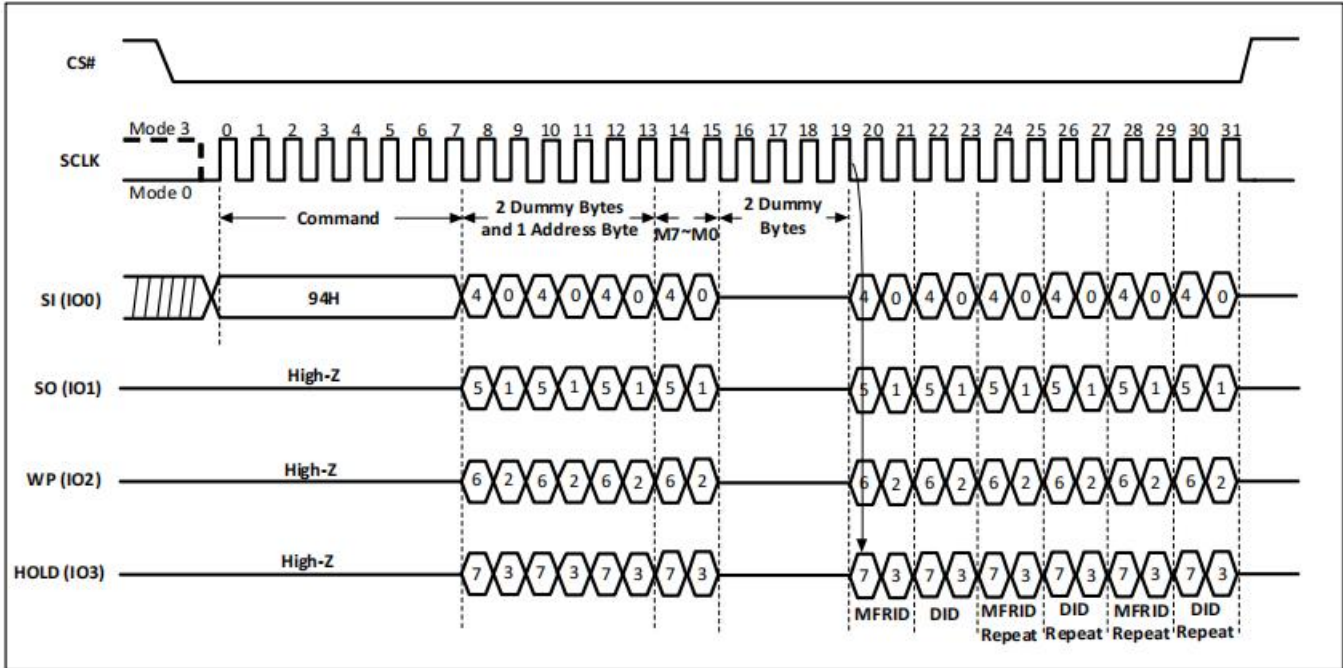 CS#
Mode 3
0 1 2 3 4 5 6 7 8 9 10 11 12 13 14 15 16 17 18 19 20 21 22 23 24 25 26 27 28 29 30 31
SCLK
Mode 0
Command
2 Dummy Bytes
and 1 Address Byte
M7~M0
2 Dummy
Bytes
SI (IO0)
94H
4 0 4 0 4 0 4 0
4 0 4 0 4 0 4 0 4 0 4 0
SO (IO1)
High-Z
5 1 5 1 5 1 5 1
5 1 5 1 5 1 5 1 5 1 5 1
WP (IO2)
High-Z
6 2 6 2 6 2 6 2
6 2 6 2 6 2 6 2 6 2 6 2
HOLD (IO3)
High-Z
7 3 7 3 7 3 7 3
7 3 7 3 7 3 7 3 7 3 7 3
MFRID
DID
MFRID
Repeat
DID
Repeat
MFRID
Repeat
DID
Repeat